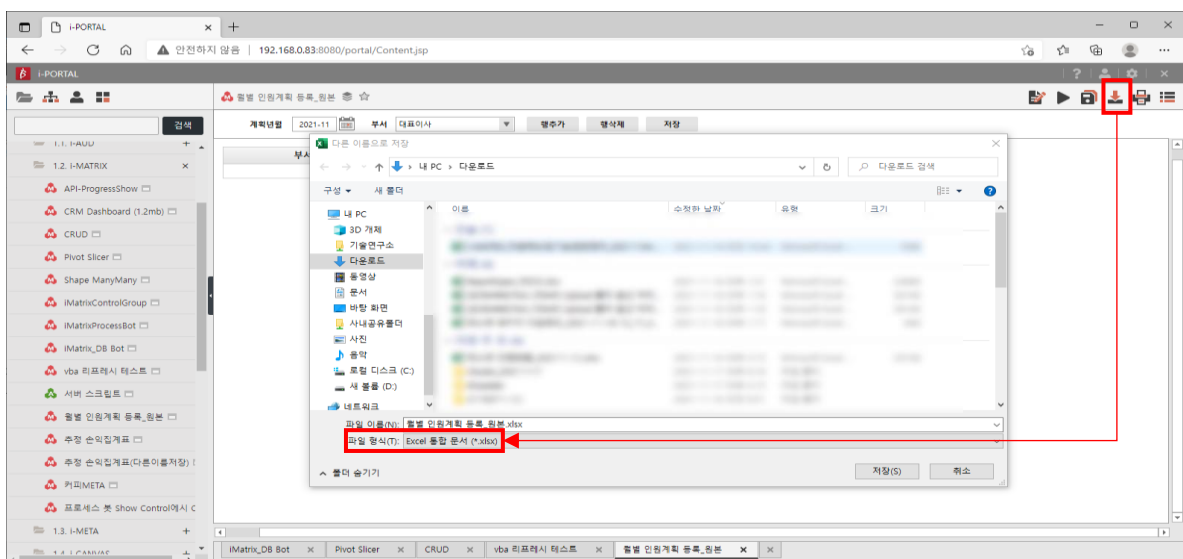 i-PORTAL
안전하지 않음 | 192.168.0.83:8080/portal/Content.jsp
i-PORTAL
월별 인원계획 등록_원본
검색
계획년월 2021-11 부서 대표이사 행추가 행삭제 저장
1.1. i-AUD
1.2. i-MATRIX
API-ProgressShow
CRM Dashboard (1.2mb)
CRUD
Pivot Slicer
Shape ManyMany
iMatrixControlGroup
iMatrixProcessBot
iMatrix_DB Bot
vba 리프레시 테스트
서버 스크립트
월별 인원계획 등록_원본
추정 손익집계표
추정 손익집계표(다른이름저장)
커피META
프로세스 봇 Show Control예시 C
1.3. i-META
1.4. i-CANVAS
부서
다른 이름으로 저장
내 PC > 다운로드
다운로드 검색
구성 새 폴더
이름 수정한 날짜 유형 크기
내 PC
3D 개체
기술연구소
다운로드
동영상
문서
바탕 화면
사내공유폴더
사진
음악
로컬 디스크 (C:)
새 볼륨 (D:)
네트워크
파일 이름(N): 월별 인원계획 등록_원본.xlsx
파일 형식(T): Excel 통합 문서 (*.xlsx)
폴더 숨기기
저장(S) 취소
iMatrix_DB Bot Pivot Slicer CRUD vba 리프레시 테스트 월별 인원계획 등록_원본